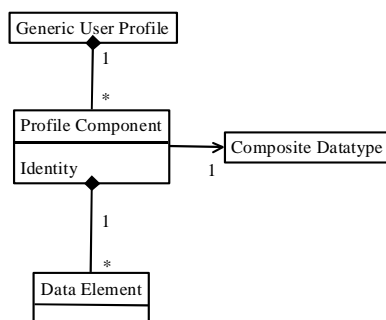 Generic User Profile
1
*
Profile Component
Identity
Composite Datatype
1
1
*
Data Element